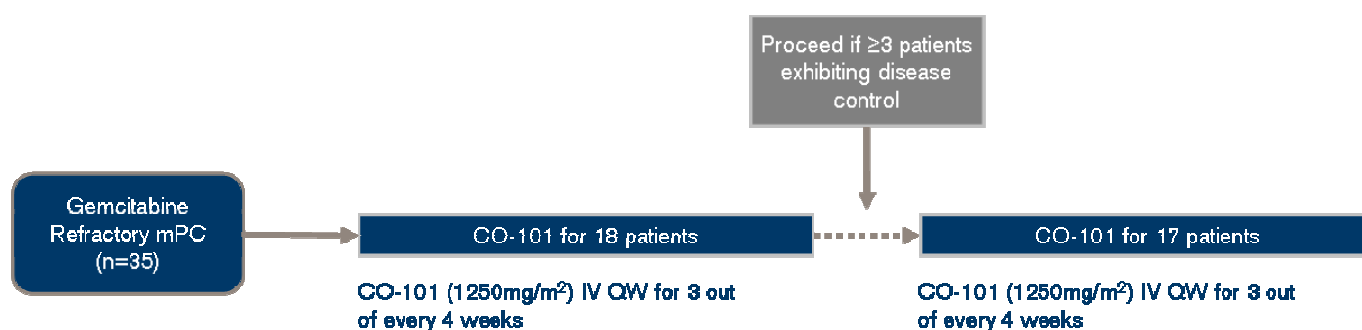 Proceed if ≥3 patients
exhibiting disease
control
Gemcitabine
Refractory mPC
(n=35)
CO-101 for 18 patients
CO-101 for 17 patients
CO-101 (1250mg/m²) IV QW for 3 out
of every 4 weeks
CO-101 (1250mg/m²) IV QW for 3 out
of every 4 weeks